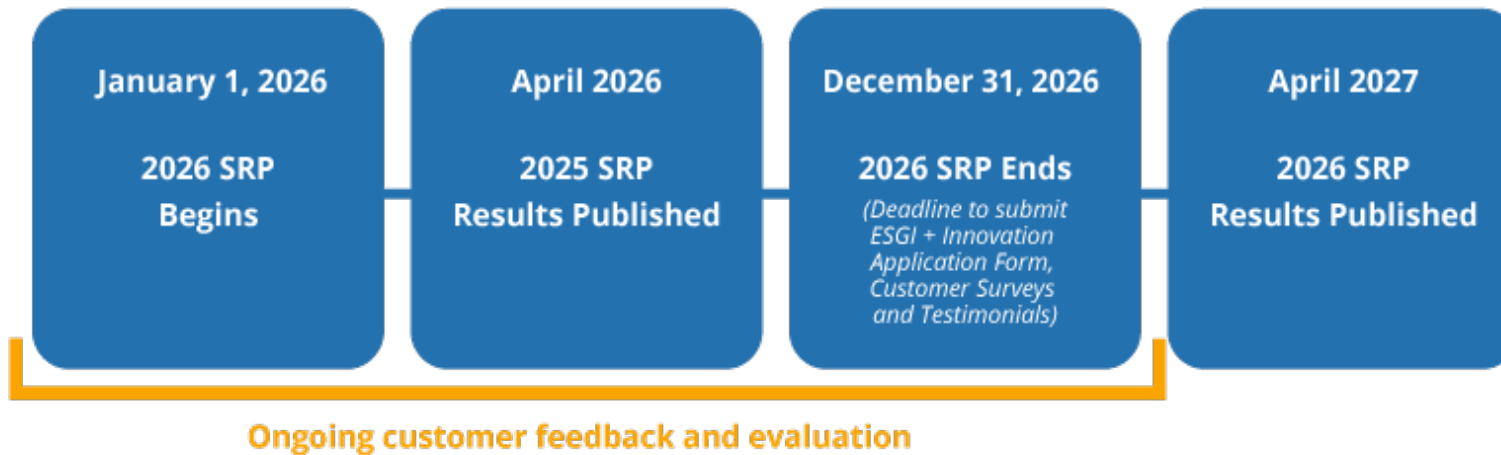 January 1, 2026
2026 SRP
Begins
April 2026
2025 SRP
Results Published
December 31, 2026
2026 SRP Ends
(Deadline to submit
ESGI + Innovation
Application Form,
Customer Surveys
and Testimonials)
April 2027
2026 SRP
Results Published
Ongoing customer feedback and evaluation